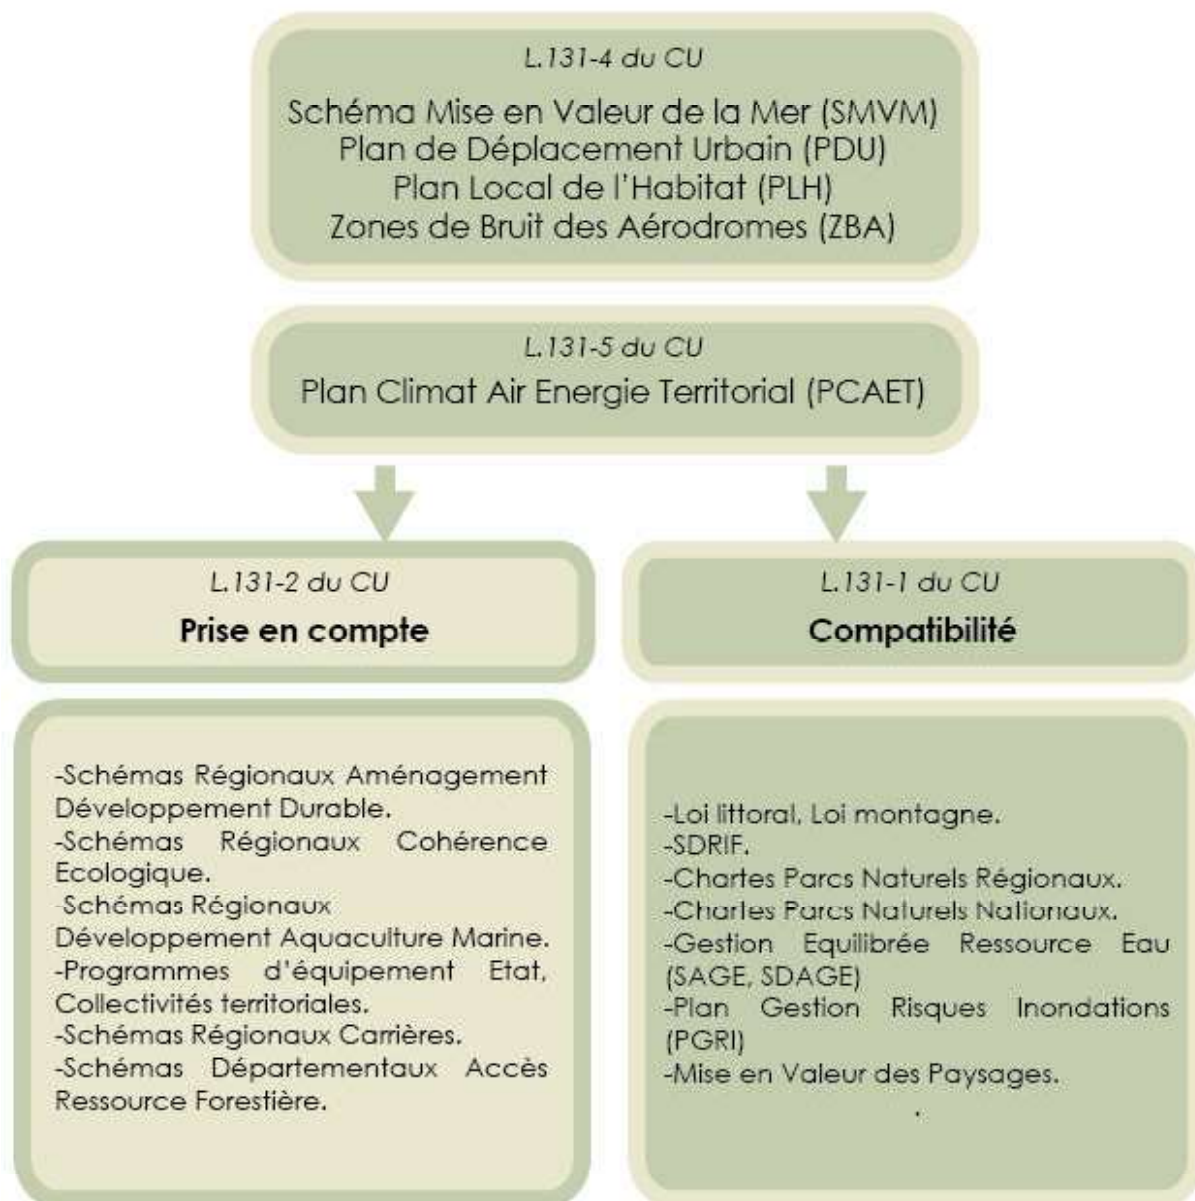 L.131-4 du CU
Schéma Mise en Valeur de la Mer (SMVM)
Plan de Déplacement Urbain (PDU)
Plan Local de l'Habitat (PLH)
Zones de Bruit des Aérodromes (ZBA)
L.131-5 du CU
Plan Climat Air Energie Territorial (PCAET)
L.131-2 du CU
Prise en compte
-Schémas Régionaux Aménagement
Développement Durable.
-Schémas Régionaux Cohérence
Ecologique.
-Schémas Régionaux
Développement Aquaculture Marine.
-Programmes d'équipement Etat,
Collectivités territoriales.
-Schémas Régionaux Carrières.
-Schémas Départementaux Accès
Ressource Forestière.
L.131-1 du CU
Compatibilité
-Loi littoral, Loi montagne.
-SDRIF.
-Chartes Parcs Naturels Régionaux.
-Chartes Parcs Naturels Nationaux.
-Gestion Equilibrée Ressource Eau
(SAGE, SDAGE)
-Plan Gestion Risques Inondations
(PGRI)
-Mise en Valeur des Paysages.
.